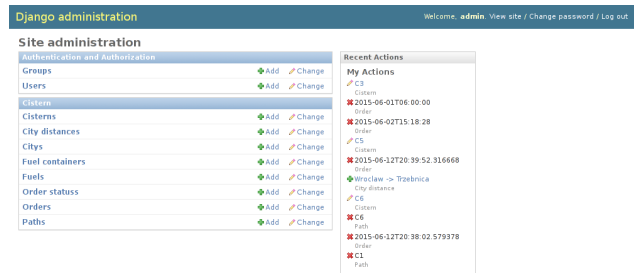 Django administration
Welcome, admin. View site / Change password / Log out
Site administration
Authentication and Authorization
Groups Add Change
Users Add Change
Cistern
Cisterns Add Change
City distances Add Change
Citys Add Change
Fuel containers Add Change
Fuels Add Change
Order statuss Add Change
Orders Add Change
Paths Add Change
Recent Actions
My Actions
C3
Cistern
2015-06-01T06:00:00
Order
2015-06-02T15:18:28
Order
C5
Cistern
2015-06-12T20:39:52.316668
Order
Wroclaw -> Trzebnica
City distance
C6
Cistern
C6
Path
2015-06-12T20:38:02.579378
Order
C1
Path